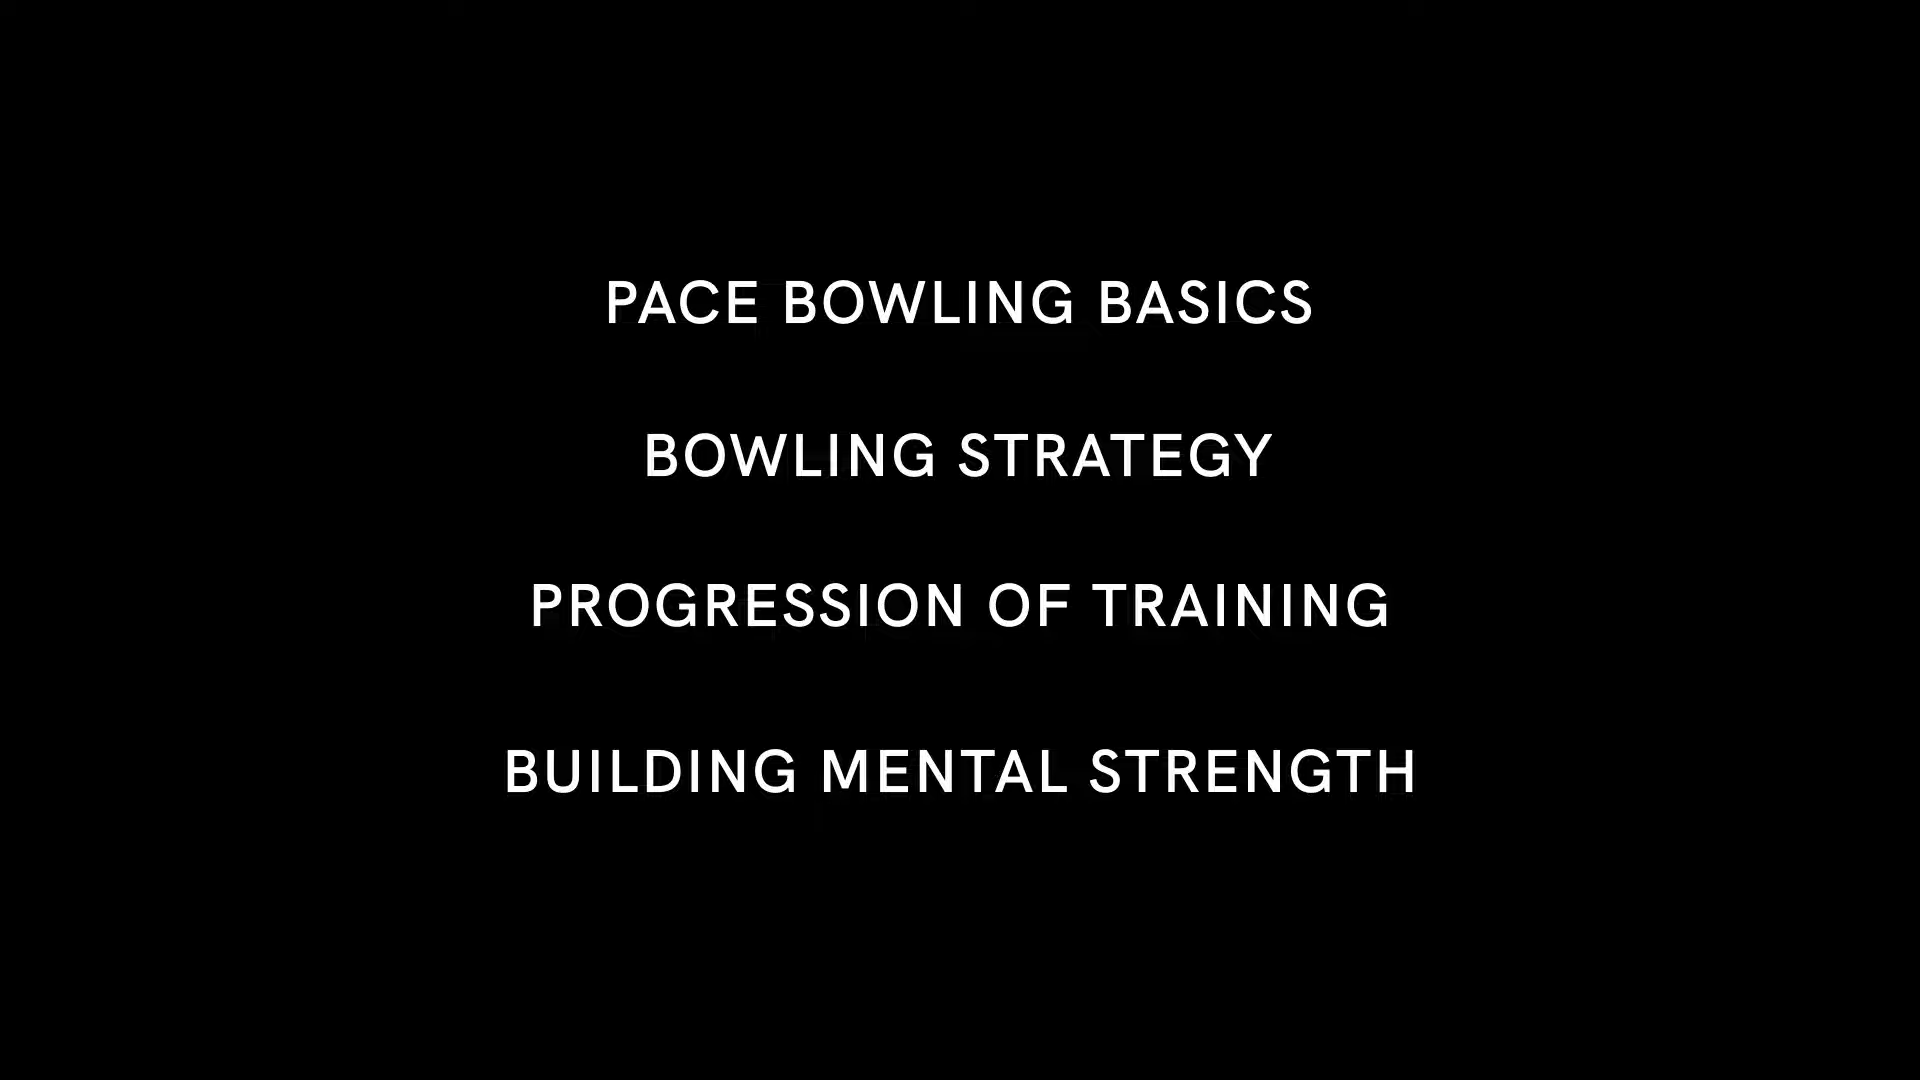 PACE BOWLING BASICS
BOWLING STRATEGY
PROGRESSION OF TRAINING
BUILDING MENTAL STRENGTH